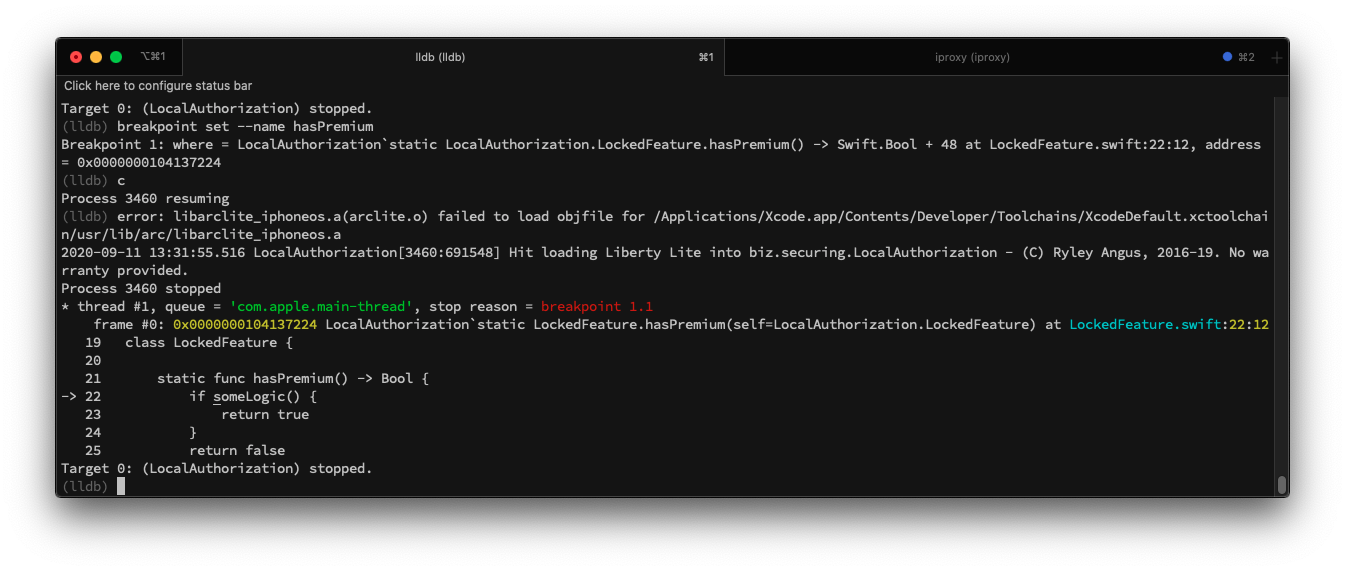 ⌥⌘1 lldb (lldb) ⌘1 iproxy (iproxy) ⌘2 +
Click here to configure status bar
Target 0: (LocalAuthorization) stopped.
(lldb) breakpoint set --name hasPremium
Breakpoint 1: where = LocalAuthorization`static LocalAuthorization.LockedFeature.hasPremium() -> Swift.Bool + 48 at LockedFeature.swift:22:12, address
= 0x0000000104137224
(lldb) c
Process 3460 resuming
(lldb) error: libarclite_iphoneos.a(arclite.o) failed to load objfile for /Applications/Xcode.app/Contents/Developer/Toolchains/XcodeDefault.xctoolchai
n/usr/lib/arc/libarclite_iphoneos.a
2020-09-11 13:31:55.516 LocalAuthorization[3460:691548] Hit loading Liberty Lite into biz.securing.LocalAuthorization - (C) Ryley Angus, 2016-19. No wa
rranty provided.
Process 3460 stopped
* thread #1, queue = 'com.apple.main-thread', stop reason = breakpoint 1.1
    frame #0: 0x0000000104137224 LocalAuthorization`static LockedFeature.hasPremium(self=LocalAuthorization.LockedFeature) at LockedFeature.swift:22:12
   19   class LockedFeature {
   20
   21       static func hasPremium() -> Bool {
-> 22           if someLogic() {
   23               return true
   24           }
   25           return false
Target 0: (LocalAuthorization) stopped.
(lldb)